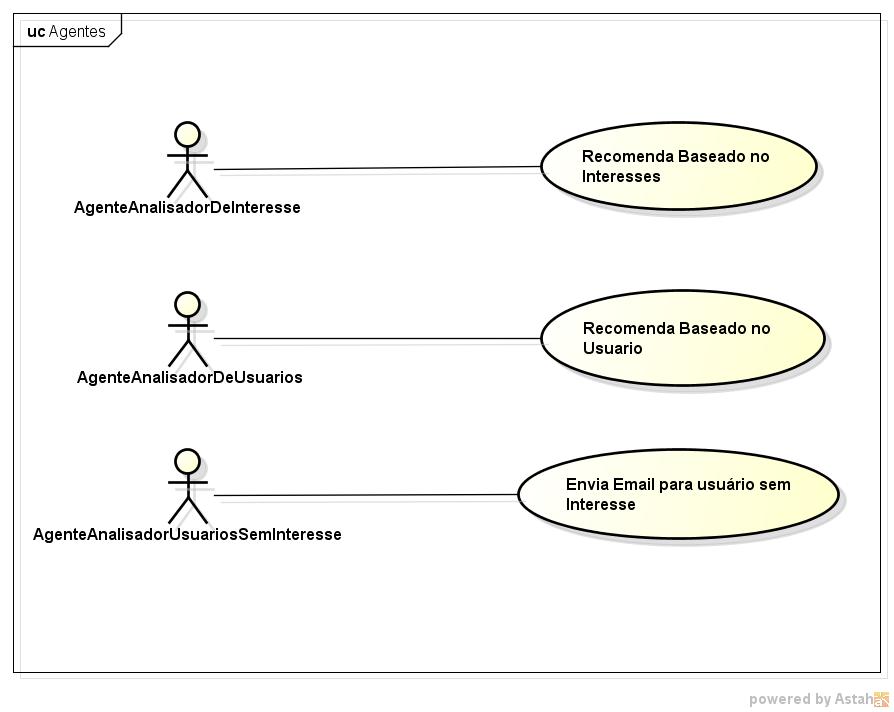 uc Agentes
Recomenda Baseado no
Interesses
AgenteAnalisadorDeInteresse
Recomenda Baseado no
Usuario
AgenteAnalisadorDeUsuarios
Envia Email para usuário sem
Interesse
AgenteAnalisadorUsuariosSemInteresse
powered by Astah